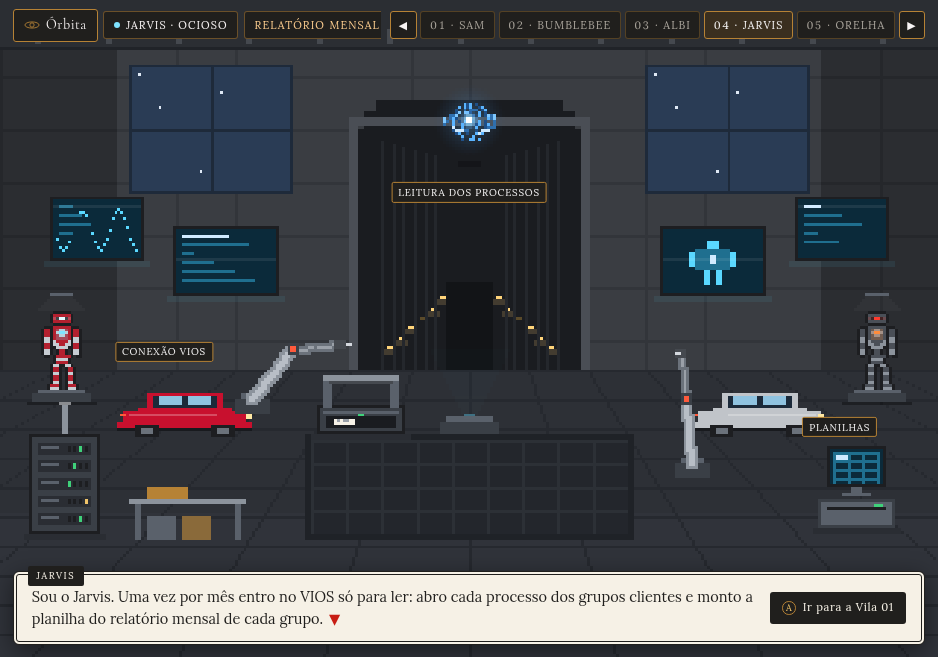 Órbita
JARVIS · OCIOSO
RELATÓRIO MENSAL
01 · SAM
02 · BUMBLEBEE
03 · ALBI
04 · JARVIS
05 · ORELHA
LEITURA DOS PROCESSOS
CONEXÃO VIOS
PLANILHAS
JARVIS
Sou o Jarvis. Uma vez por mês entro no VIOS só para ler: abro cada processo dos grupos clientes e monto a
planilha do relatório mensal de cada grupo.
A Ir para a Vila 01